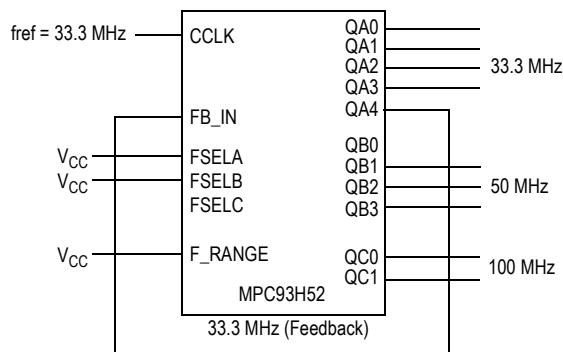 fref = 33.3 MHz
CCLK
QA0
QA1
QA2
QA3
33.3 MHz
QA4
FB_IN
QB0
VCC
FSELA
QB1
VCC
FSELB
QB2
50 MHz
FSELC
QB3
VCC
F_RANGE
QC0
QC1
100 MHz
MPC93H52
33.3 MHz (Feedback)